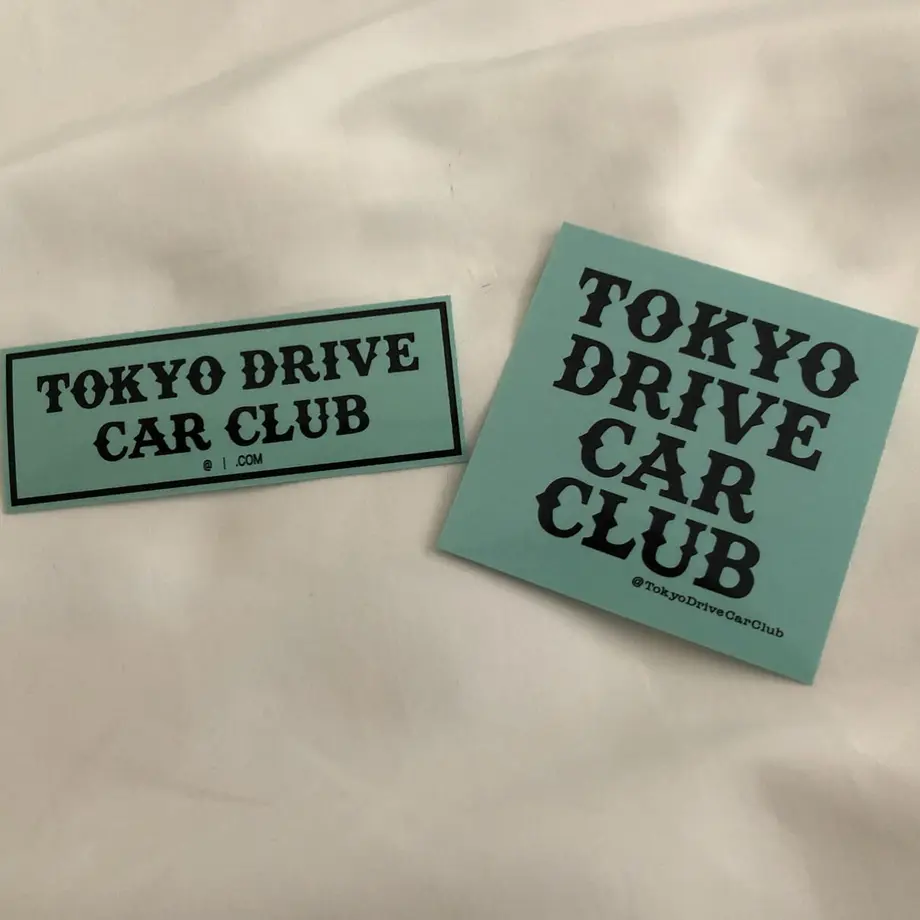 TOKYO DRIVE
CAR CLUB
@ | .COM
TOKYO
DRIVE
CAR
CLUB
@TokyoDriveCarClub